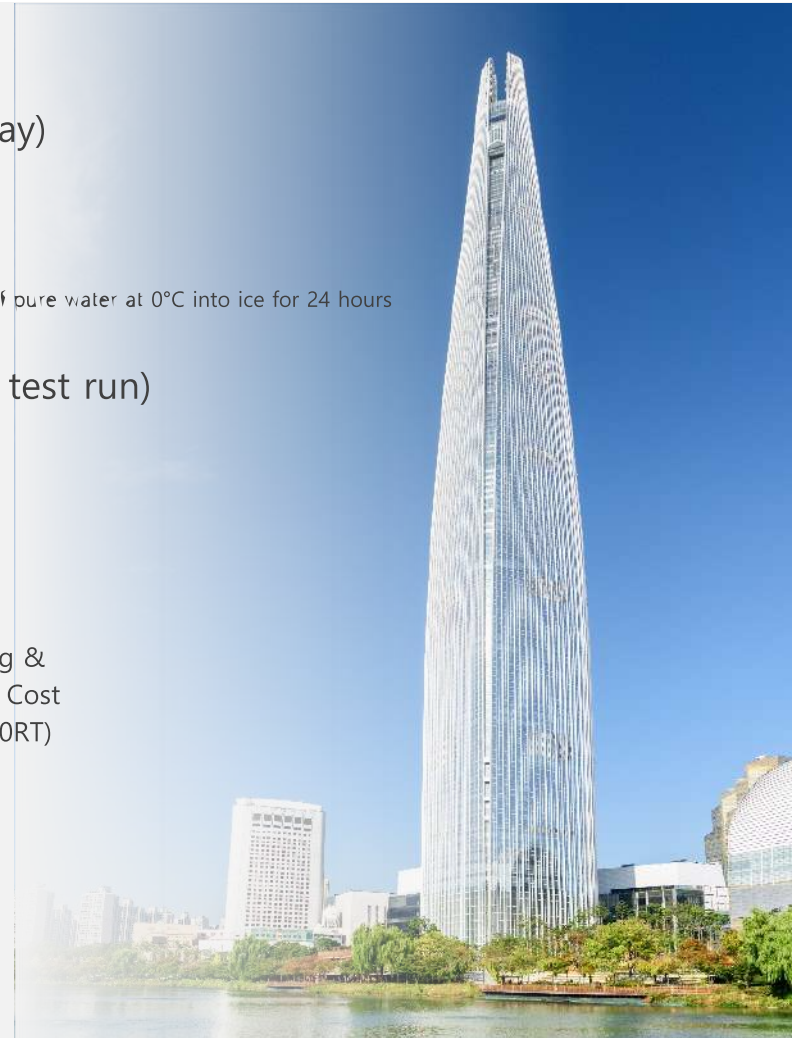 ay)
pure water at 0°C into ice for 24 hours
test run)
g &
Cost
0RT)